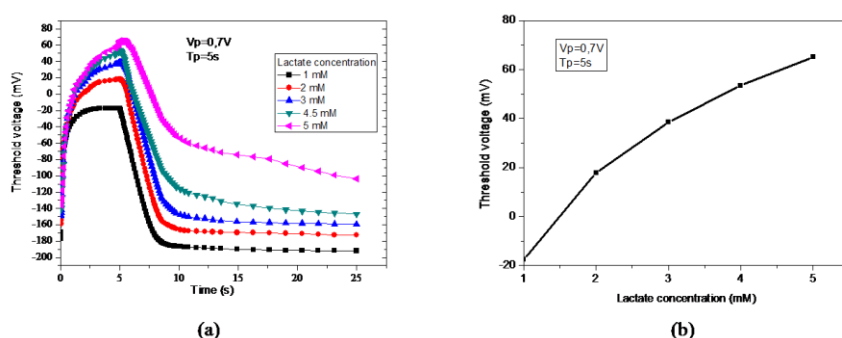 Vp=0,7V
Tp=5s
Lactate concentration
1 mM
2 mM
3 mM
4.5 mM
5 mM
Threshold voltage (mV)
80
60
40
20
0
-20
-40
-60
-80
-100
-120
-140
-160
-180
-200
0
5
10
15
20
25
Time (s)
(a)
Vp=0,7V
Tp=5s
Threshold voltage (mV)
80
60
40
20
0
-20
1
2
3
4
5
Lactate concentration (mM)
(b)